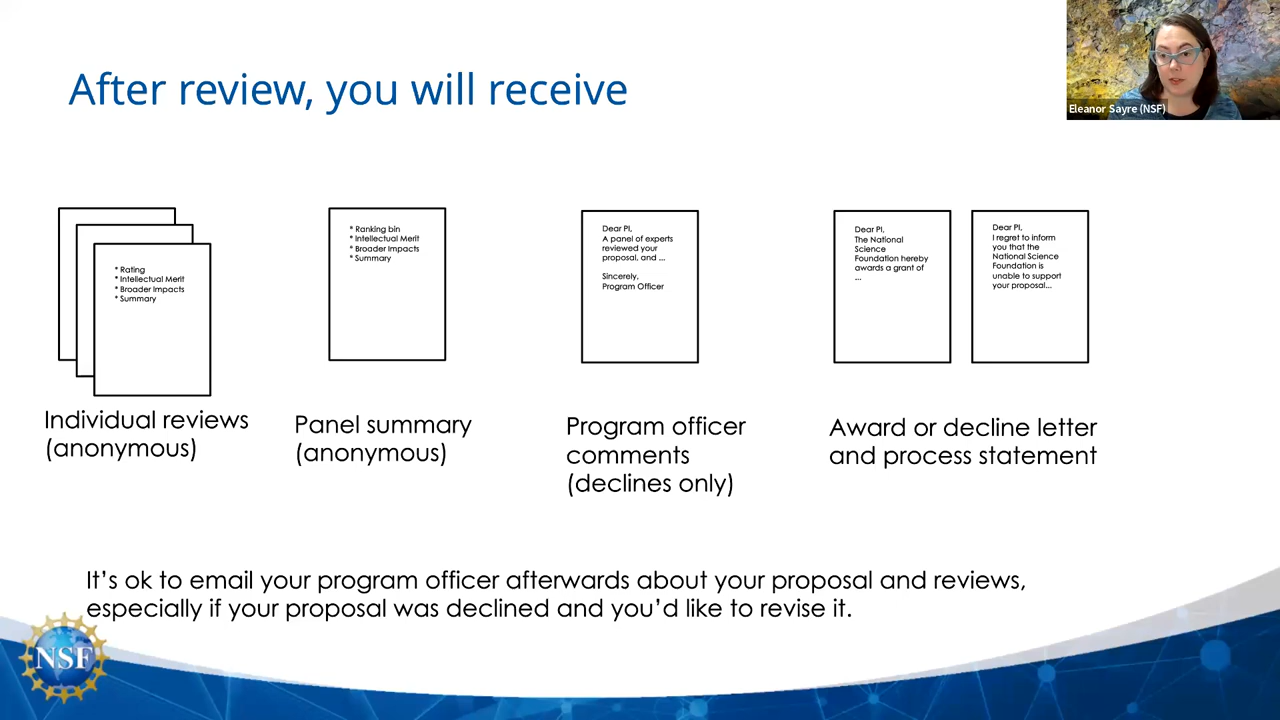 After review, you will receive
Eleanor Sayre (NSF)
* Rating
* Intellectual Merit
* Broader Impacts
* Summary
Individual reviews
(anonymous)
* Ranking bin
* Intellectual Merit
* Broader Impacts
* Summary
Panel summary
(anonymous)
Dear PI,
A panel of experts
reviewed your
proposal, and ...
Sincerely,
Program Officer
Program officer
comments
(declines only)
Dear PI,
The National
Science
Foundation hereby
awards a grant of
...
Dear PI,
I regret to inform
you that the
National Science
Foundation is
unable to support
your proposal...
Award or decline letter
and process statement
It's ok to email your program officer afterwards about your proposal and reviews,
especially if your proposal was declined and you'd like to revise it.
NSF